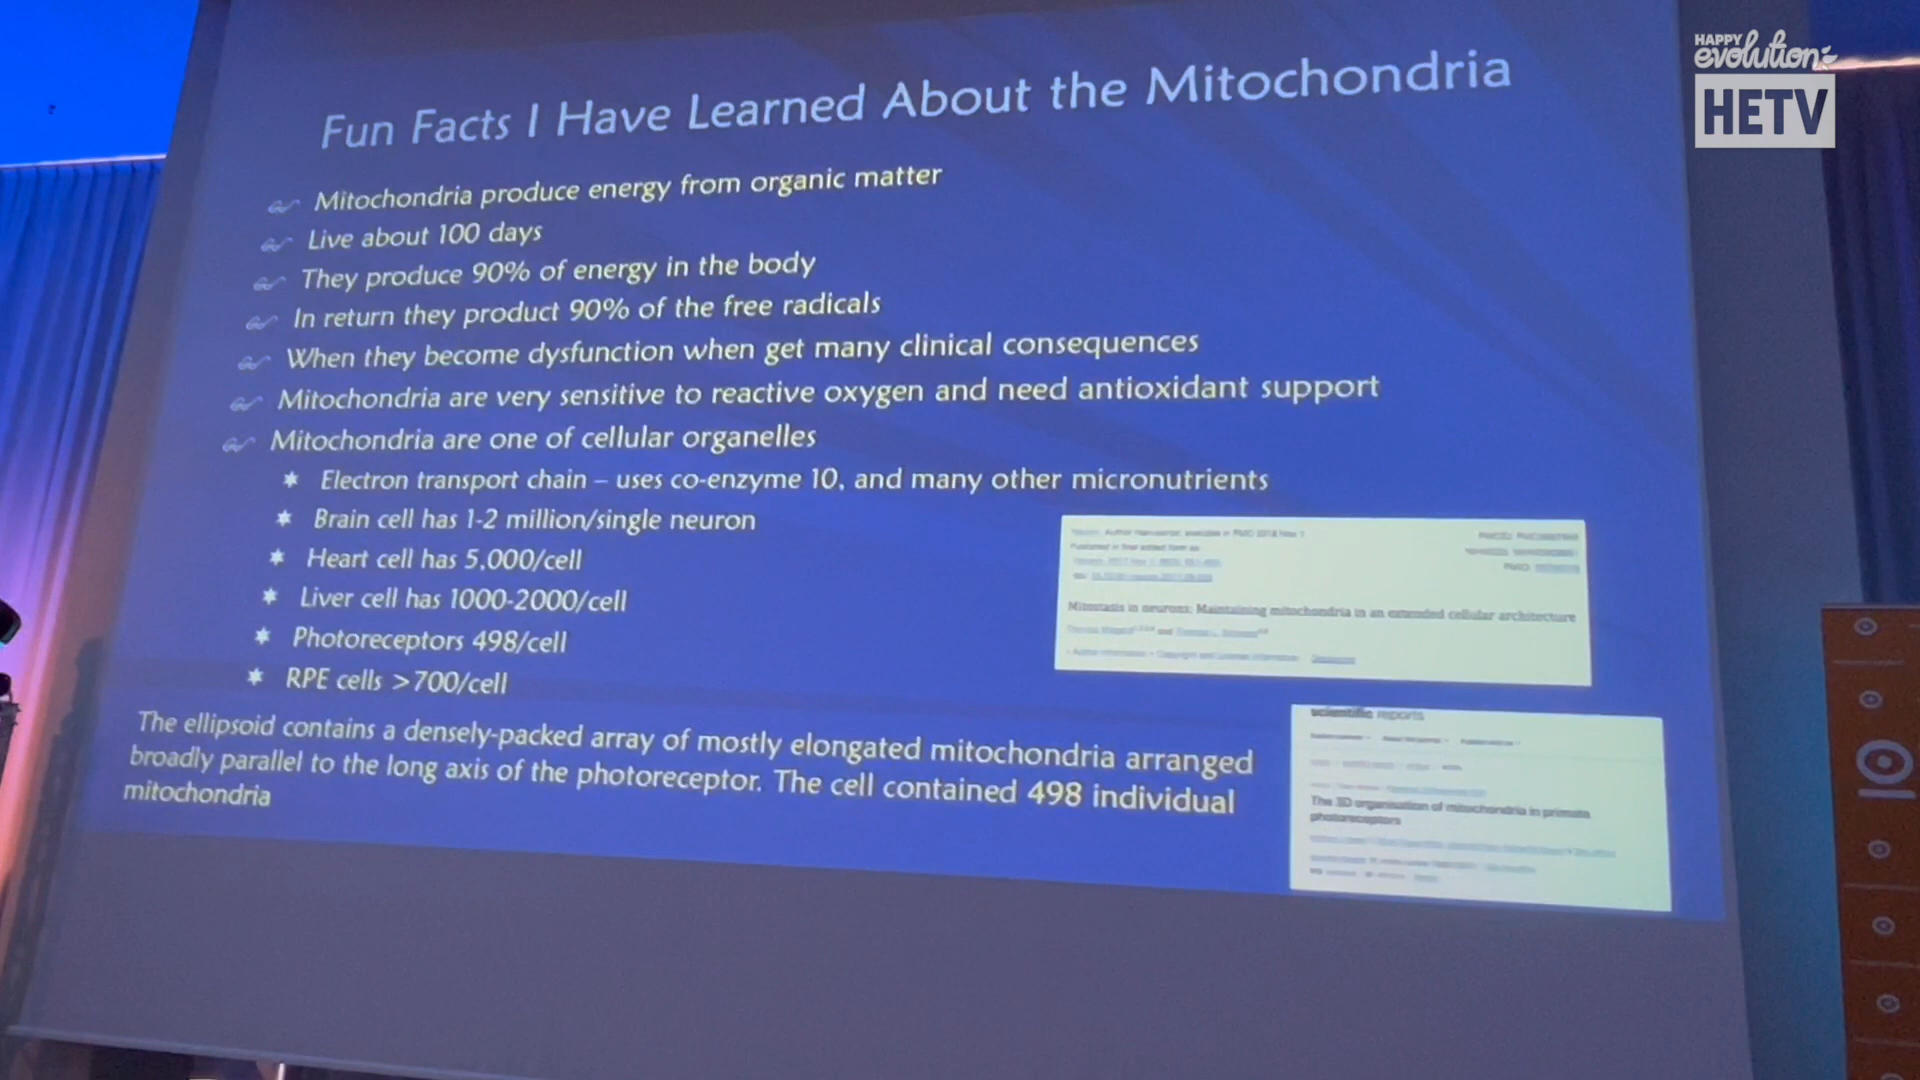 HAPPY
evolution
HETV
Fun Facts I Have Learned About the Mitochondria
Mitochondria produce energy from organic matter
Live about 100 days
They produce 90% of energy in the body
In return they product 90% of the free radicals
When they become dysfunction when get many clinical consequences
Mitochondria are very sensitive to reactive oxygen and need antioxidant support
Mitochondria are one of cellular organelles
Electron transport chain – uses co-enzyme 10, and many other micronutrients
Brain cell has 1-2 million/single neuron
Heart cell has 5,000/cell
Liver cell has 1000-2000/cell
Photoreceptors 498/cell
RPE cells >700/cell
Mitostasis in neurons: Maintaining mitochondria in an extended cellular architecture
The ellipsoid contains a densely-packed array of mostly elongated mitochondria arranged
broadly parallel to the long axis of the photoreceptor. The cell contained 498 individual
mitochondria
scientific reports
The 3D organisation of mitochondria in primate
photoreceptors